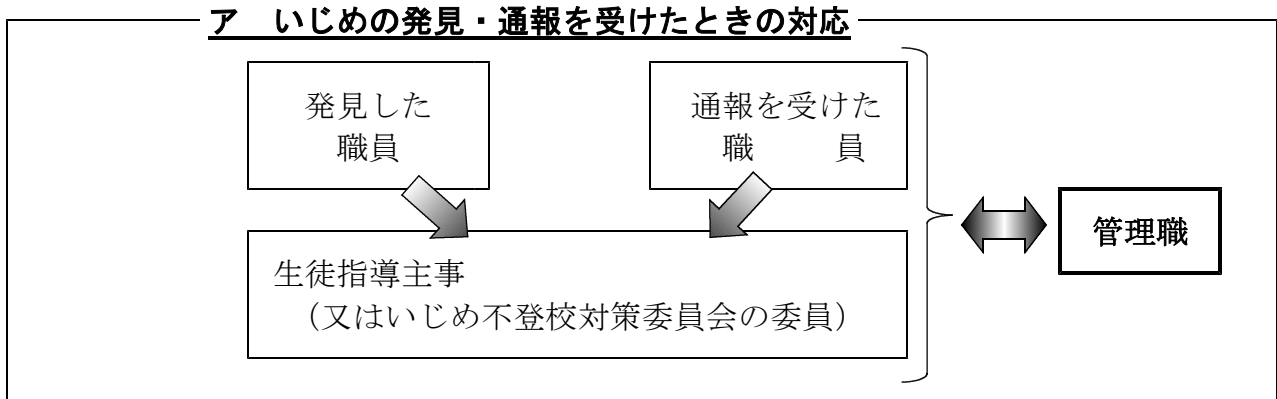 ア　いじめの発見・通報を受けたときの対応
発見した
職員
通報を受けた
職　　員
生徒指導主事
（又はいじめ不登校対策委員会の委員）
管理職